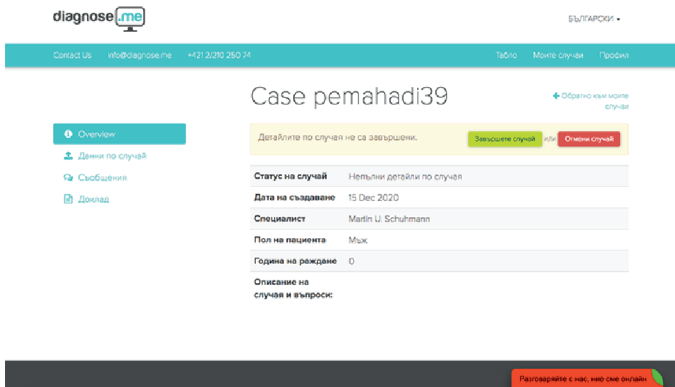 diagnose.me
БЪЛГАРСКИ
Contact Us info@diagnose.me +421 2/210 250 74
Табло Моите случаи Профил
Case pemahadi39
Обратно към моите
случаи
Overview
Данни по случай
Съобщения
Доклад
Детайлите по случая не са завършени.
Завършете случай или Отмени случай
Статус на случай Непълни детайли по случая
Дата на създаване 15 Dec 2020
Специалист Martin U. Schuhmann
Пол на пациента Мъж
Година на раждане 0
Описание на
случая и въпроси:
Разговаряйте с нас, ние сме онлайн